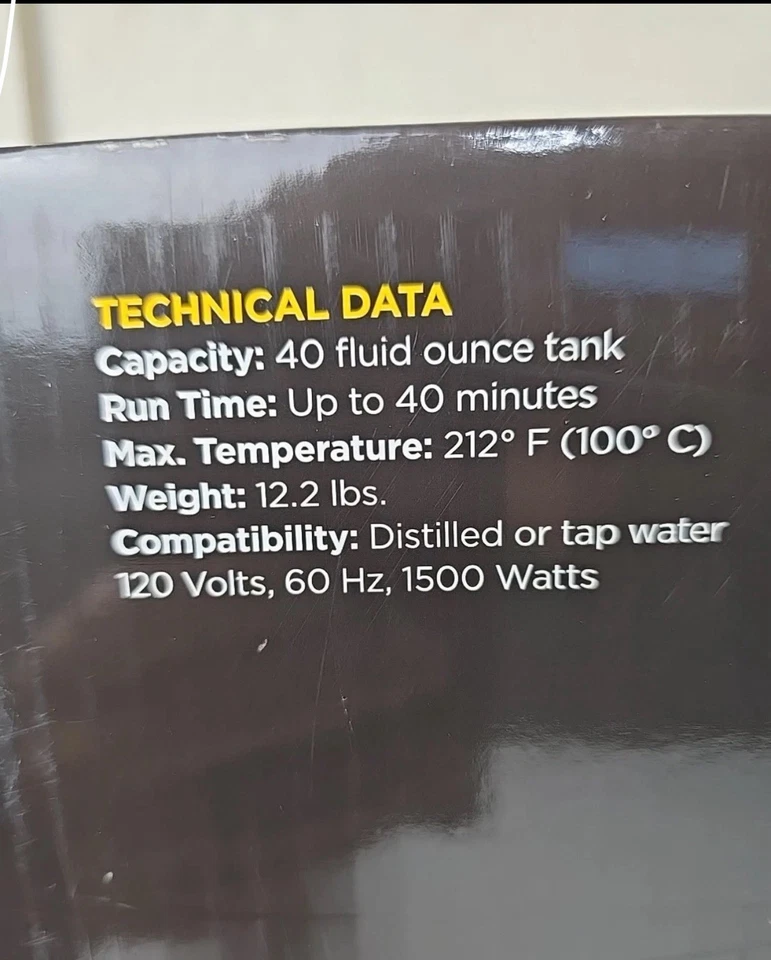 TECHNICAL DATA
Capacity: 40 fluid ounce tank
Run Time: Up to 40 minutes
Max. Temperature: 212° F (100° C)
Weight: 12.2 lbs.
Compatibility: Distilled or tap water
120 Volts, 60 Hz, 1500 Watts